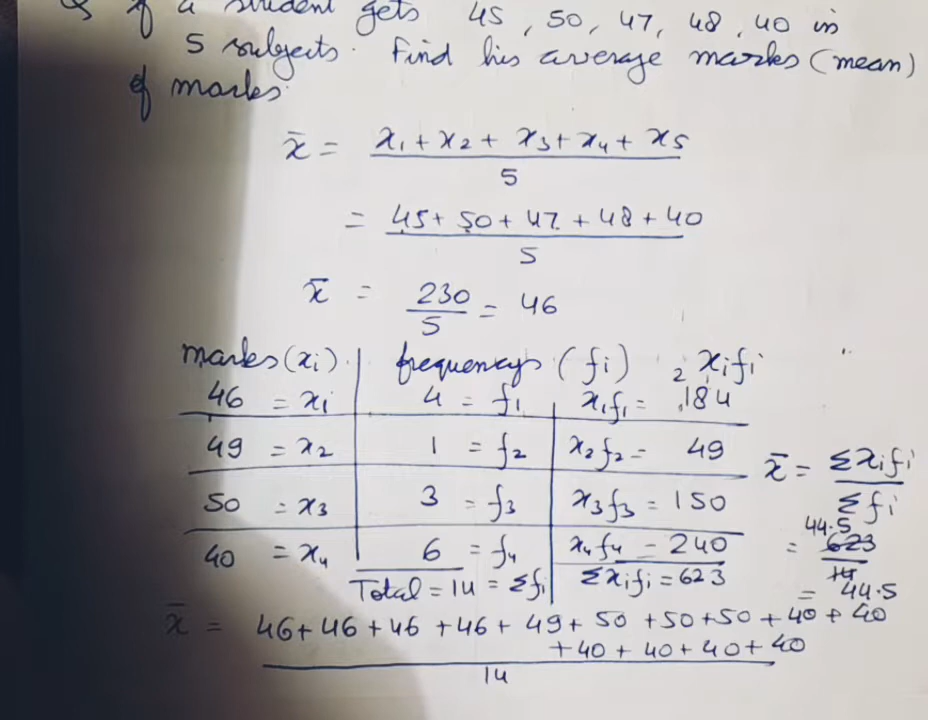 If a student gets 45, 50, 47, 48, 40 in
5 subjects. Find his average marks (mean)
of marks.
x̄ = x₁ + x₂ + x₃ + x₄ + x₅
5
= 45 + 50 + 47 + 48 + 40
5
x̄ = 230/5 = 46
marks (xi) frequencys (fi) xifi
46 = xi 4 = f₁ x₁f₁ = 184
49 = x₂ 1 = f₂ x₂f₂ = 49
x̄ = Σxifi
50 = x₃ 3 = f₃ x₃f₃ = 150
Σfi
44.5
40 = x₄ 6 = f₄ x₄f₄ = 240
= 623
14
Total = 14 = Σfi Σxifi = 623
= 44.5
x̄ = 46 + 46 + 46 + 46 + 49 + 50 + 50 + 50 + 40 + 40
+ 40 + 40 + 40 + 40
14